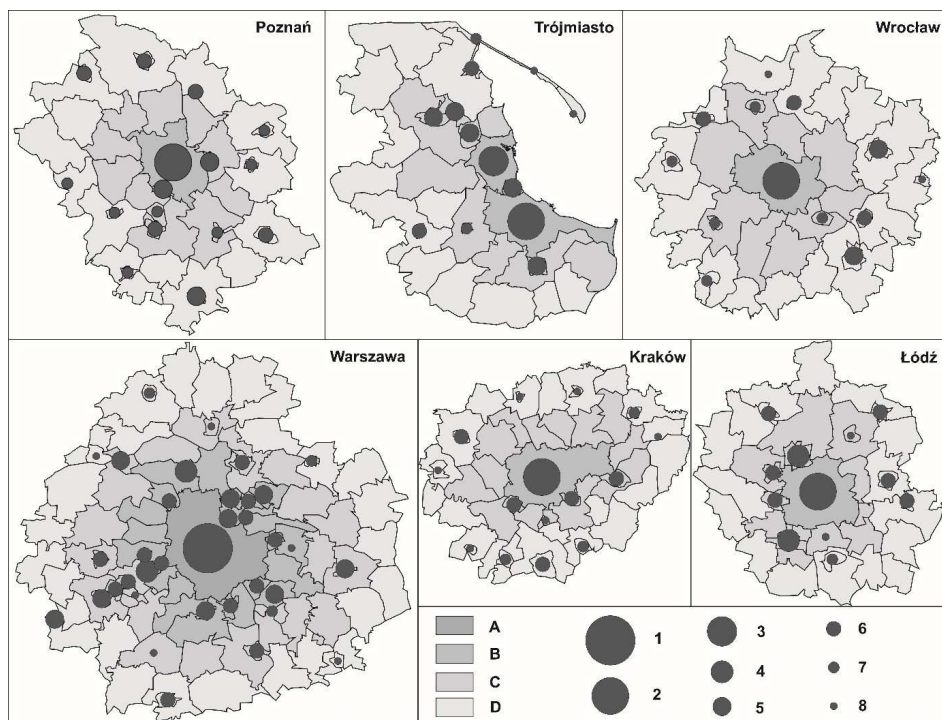 Poznań
Trójmiasto
Wrocław
Warszawa
Kraków
Łódź
A
B
C
D
1
2
3
4
5
6
7
8